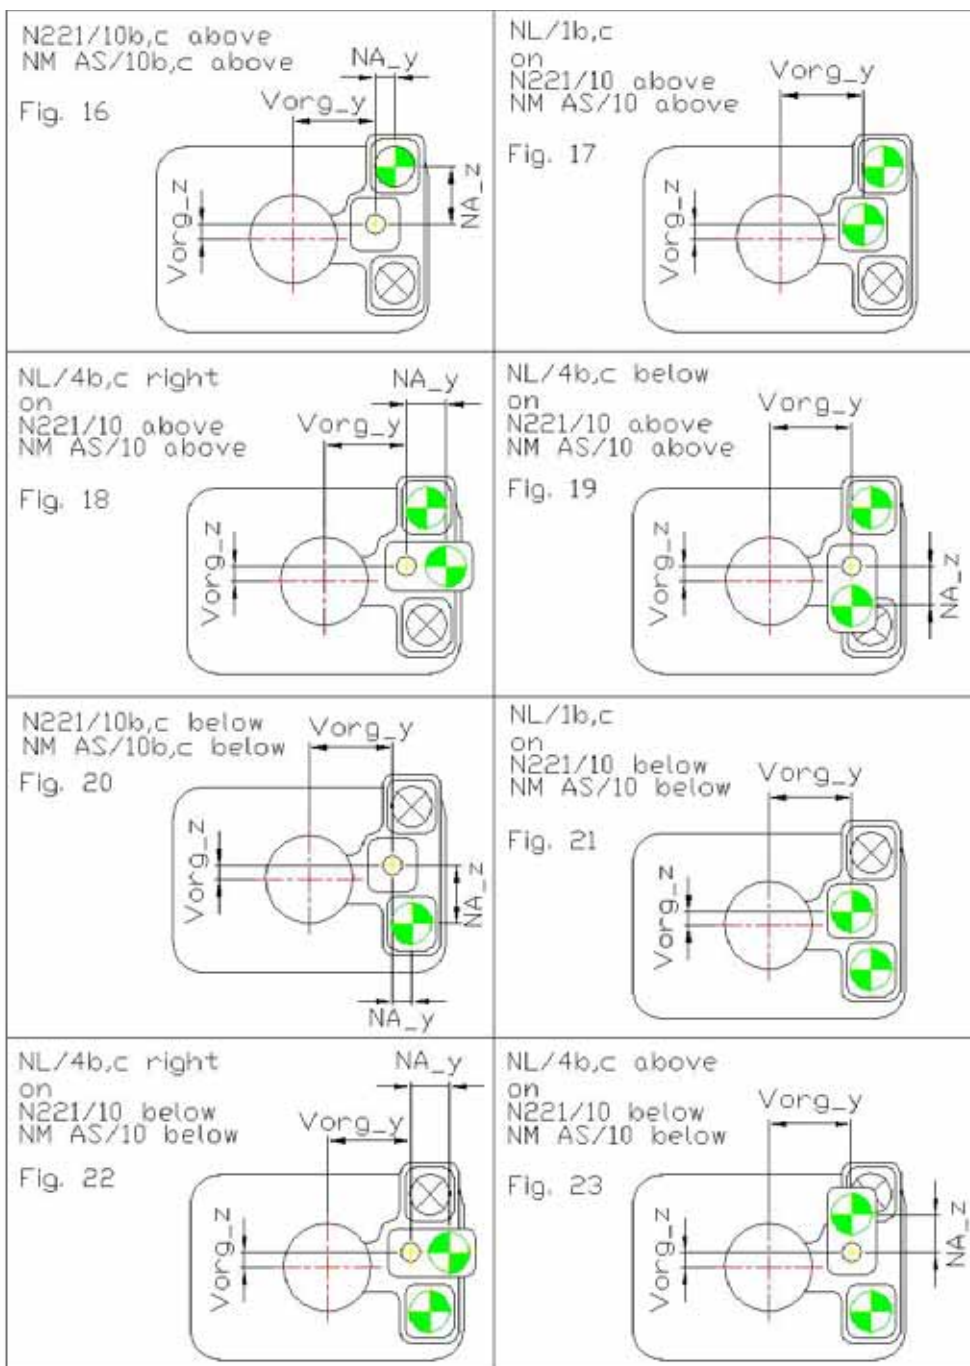 N221/10b,c above
NM AS/10b,c above
NA_y
Vorg_y
Fig. 16
NA_z
Vorg_z
NL/1b,c
on
N221/10 above
NM AS/10 above
Vorg_y
Fig. 17
Vorg_z
NL/4b,c right
on
N221/10 above
NM AS/10 above
NA_y
Vorg_y
Fig. 18
Vorg_z
NL/4b,c below
on
N221/10 above
NM AS/10 above
Vorg_y
Fig. 19
Vorg_z
NA_z
N221/10b,c below
NM AS/10b,c below
Vorg_y
Fig. 20
Vorg_z
NA_z
NA_y
NL/1b,c
on
N221/10 below
NM AS/10 below
Vorg_y
Fig. 21
Vorg_z
NL/4b,c right
on
N221/10 below
NM AS/10 below
NA_y
Vorg_y
Fig. 22
Vorg_z
NL/4b,c above
on
N221/10 below
NM AS/10 below
Vorg_y
Fig. 23
Vorg_z
NA_z